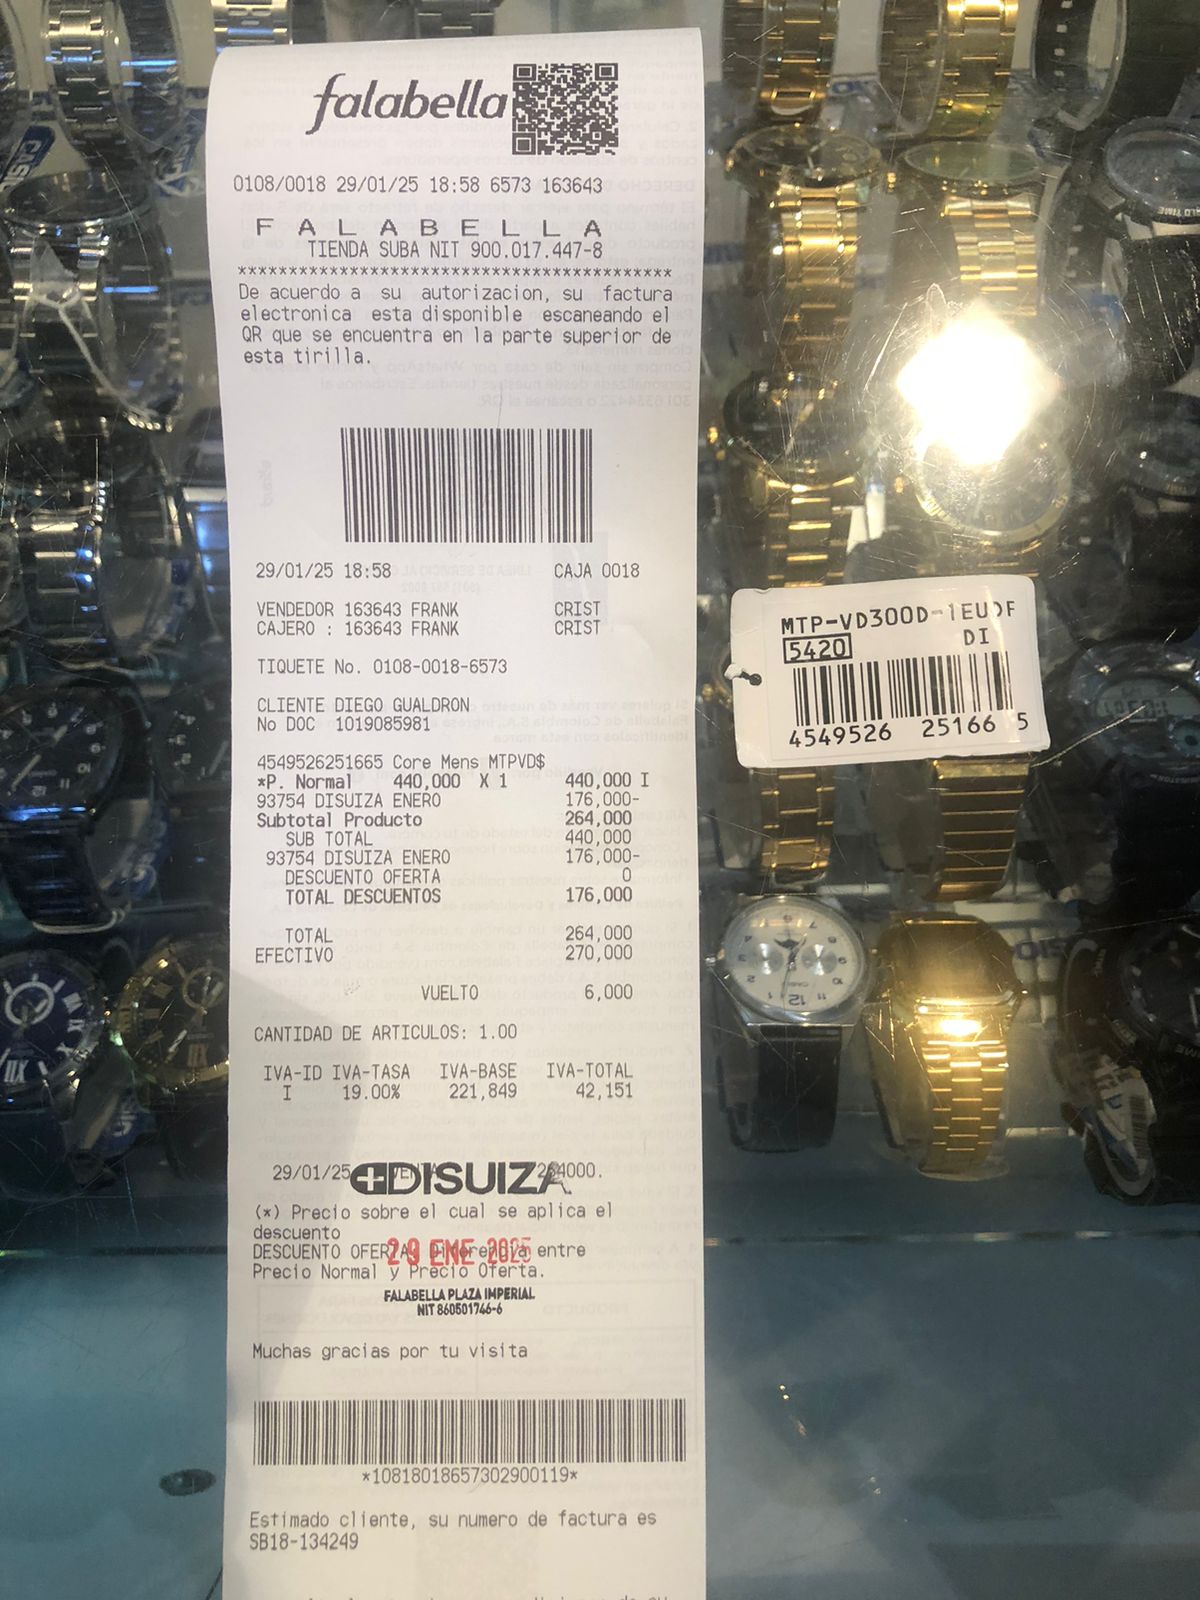 falabella
0108/0018 29/01/25 18:58 6573 163643
FALABELLA
TIENDA SUBA NIT 900.017.447-8
*******************************************
De acuerdo a su autorizacion, su factura
electronica esta disponible escaneando el
QR que se encuentra en la parte superior de
esta tirilla.
29/01/25 18:58 CAJA 0018
VENDEDOR 163643 FRANK CRIST
CAJERO : 163643 FRANK CRIST
TIQUETE No. 0108-0018-6573
CLIENTE DIEGO GUALDRON
No DOC 1019085981
4549526251665 Core Mens MTPVD$
*P. Normal 440,000 X 1 440,000 I
93754 DISUIZA ENERO 176,000-
Subtotal Producto 264,000
SUB TOTAL 440,000
93754 DISUIZA ENERO 176,000-
DESCUENTO OFERTA 0
TOTAL DESCUENTOS 176,000
TOTAL 264,000
EFECTIVO 270,000
VUELTO 6,000
CANTIDAD DE ARTICULOS: 1.00
IVA-ID IVA-TASA IVA-BASE IVA-TOTAL
I 19.00% 221,849 42,151
29/01/25 VENTA 264000.
DISUIZA
(*) Precio sobre el cual se aplica el
descuento
DESCUENTO OFERTA: Diferencia entre
29 ENE 2025
Precio Normal y Precio Oferta.
FALABELLA PLAZA IMPERIAL
NIT 860501746-6
Muchas gracias por tu visita
*10818018657302900119*
Estimado cliente, su numero de factura es
SB18-134249
MTP-VD300D-1EUDF
5420 DI
4549526 25166 5
CASIO